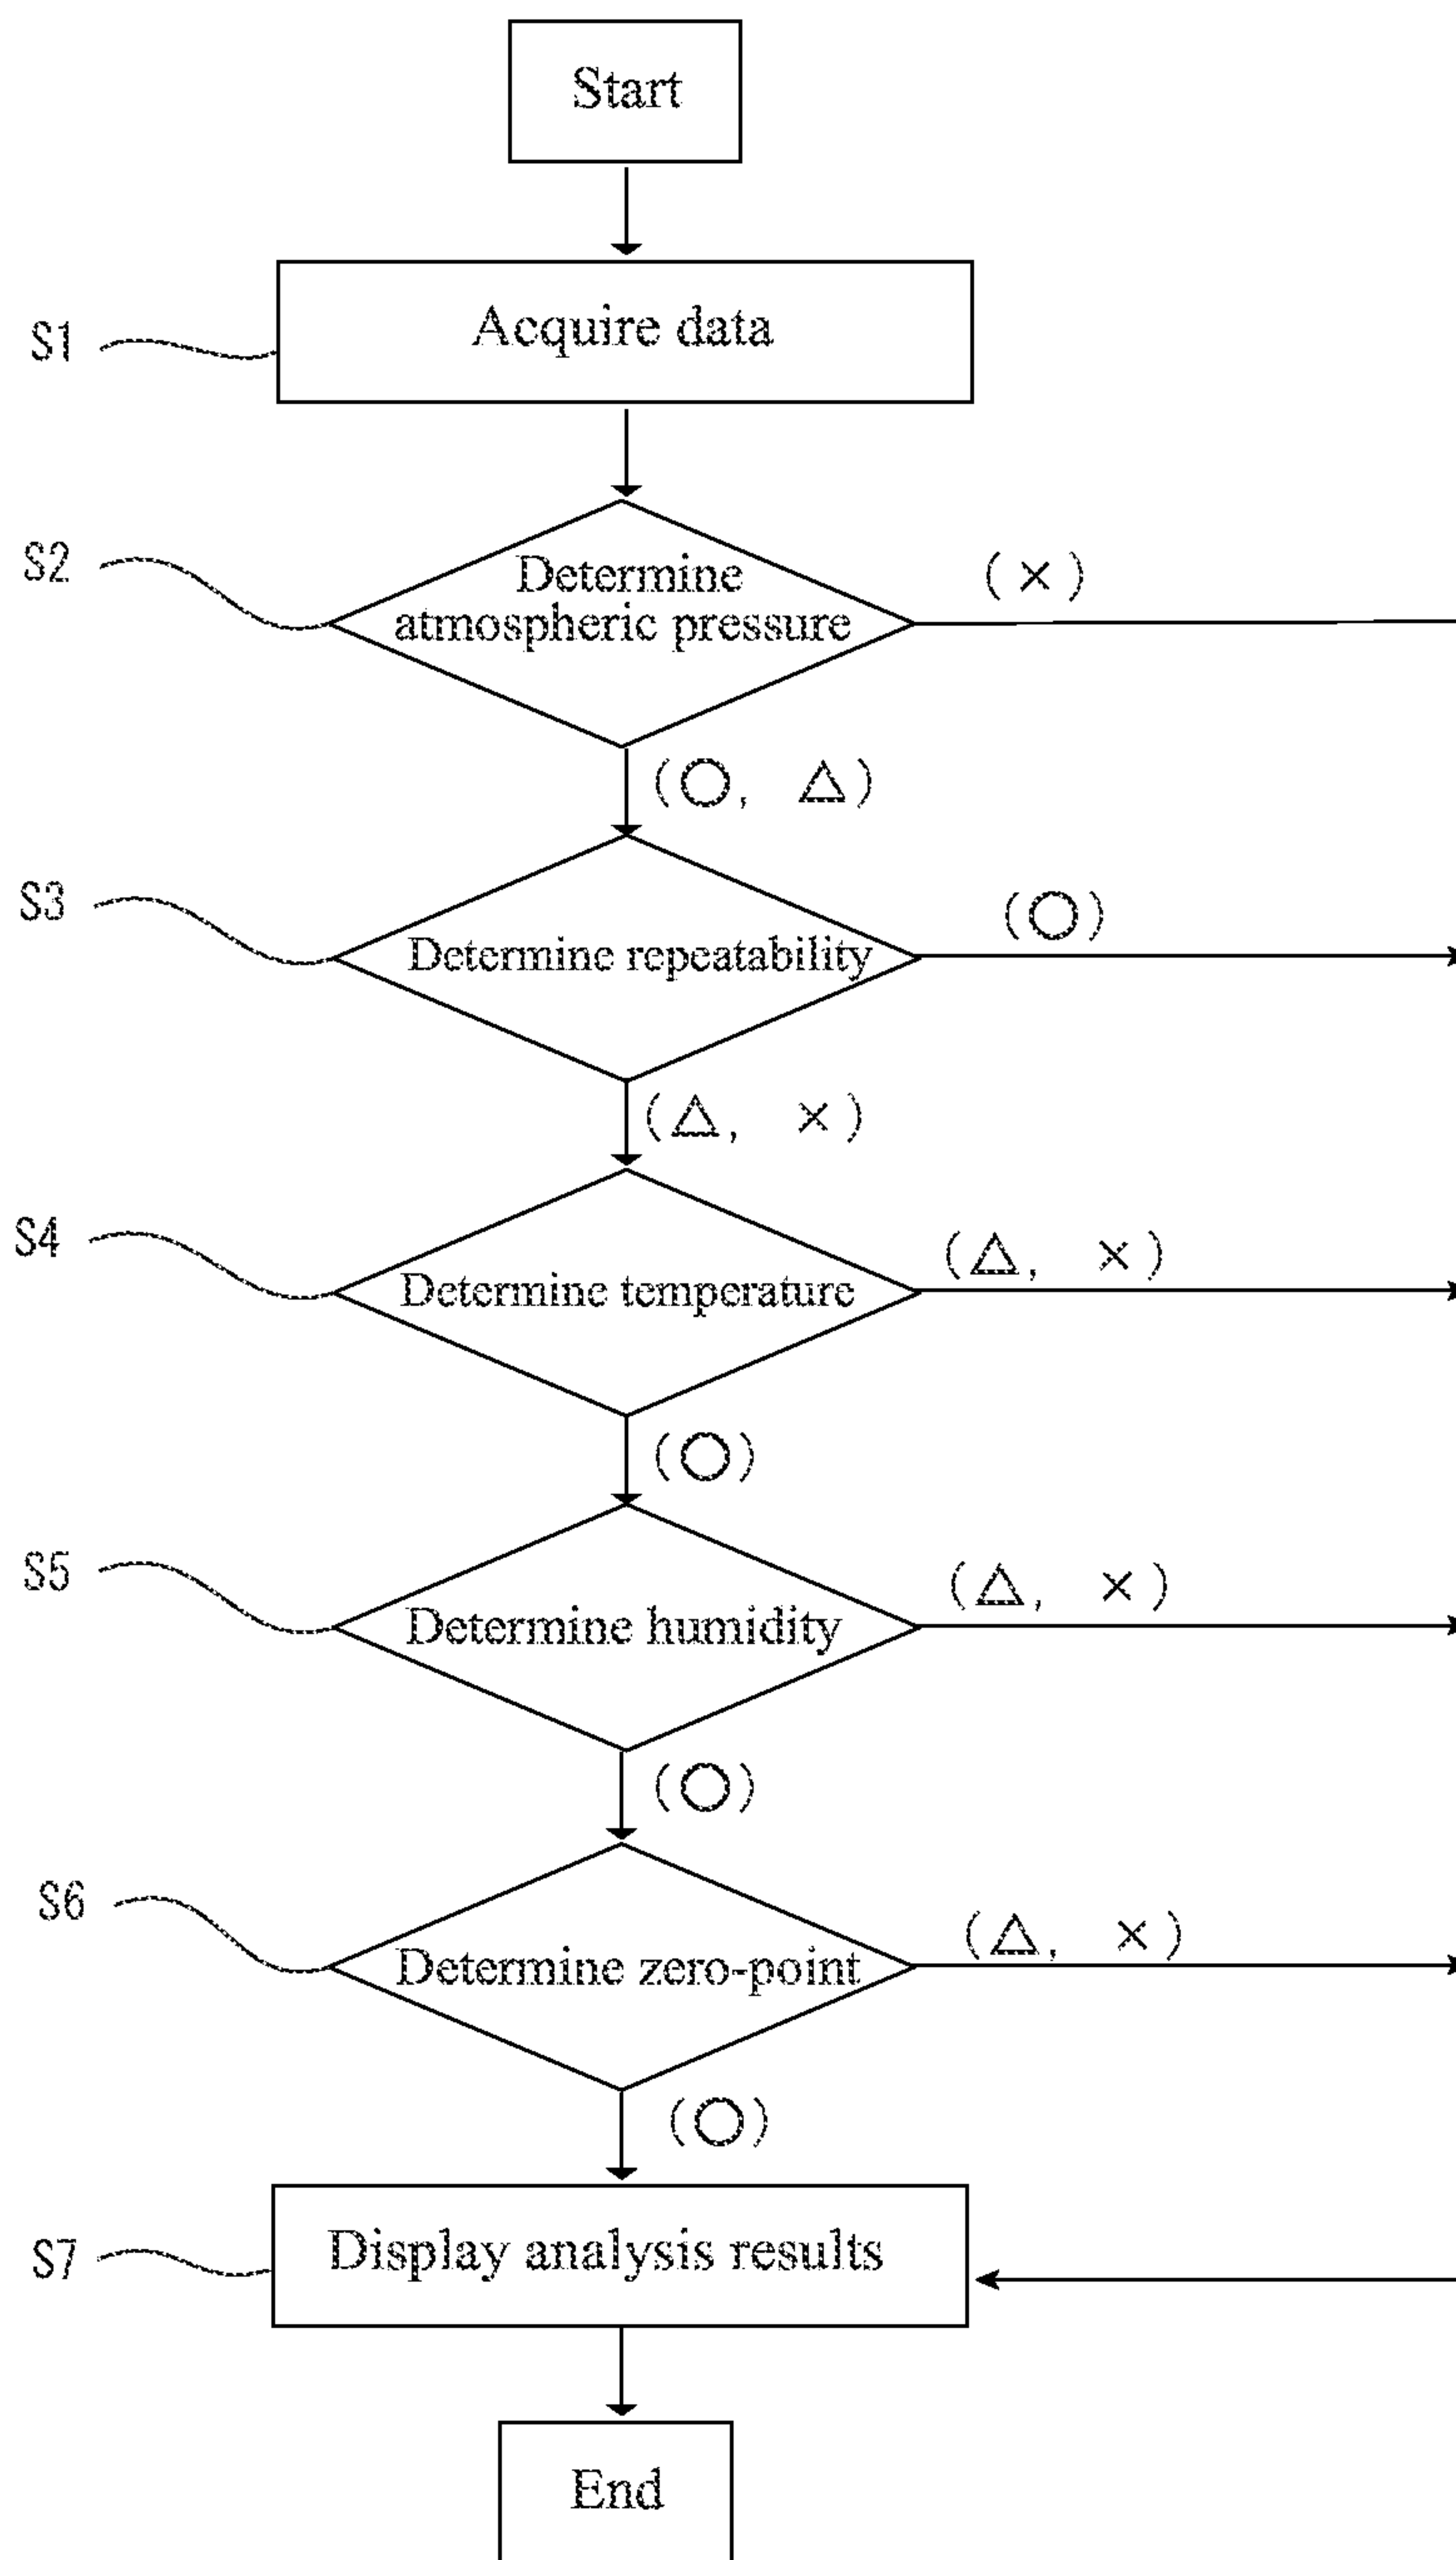 Start
S1
Acquire data
S2
Determine
atmospheric pressure
(×)
(○, △)
S3
Determine repeatability
(○)
(△, ×)
S4
Determine temperature
(△, ×)
(○)
S5
Determine humidity
(△, ×)
(○)
S6
Determine zero-point
(△, ×)
(○)
S7
Display analysis results
End